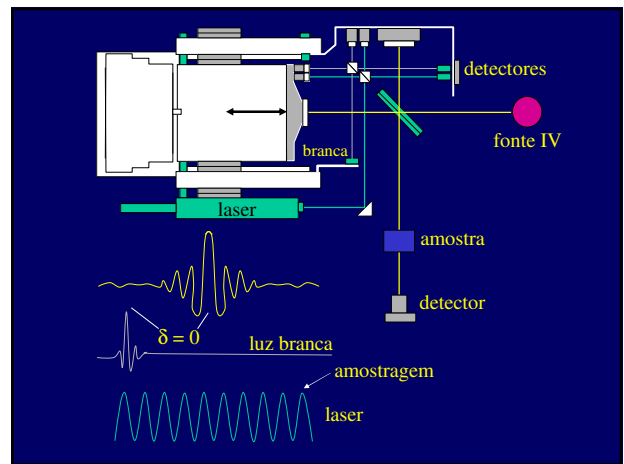 detectores
fonte IV
branca
laser
amostra
detector
δ = 0
luz branca
amostragem
laser